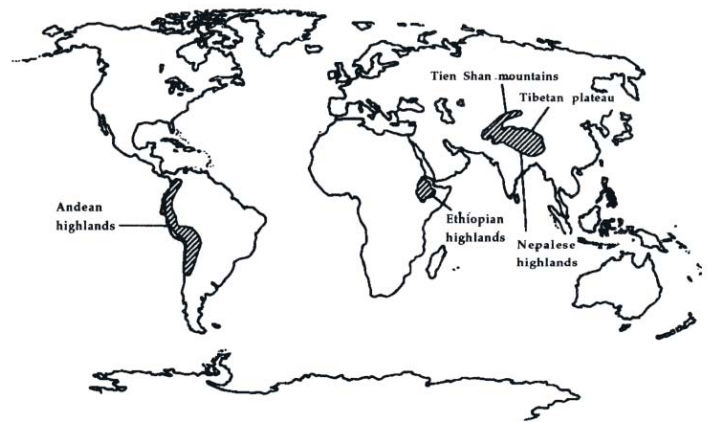 Tien Shan mountains
Tibetan plateau
Andean
highlands
Ethiopian
highlands
Nepalese
highlands